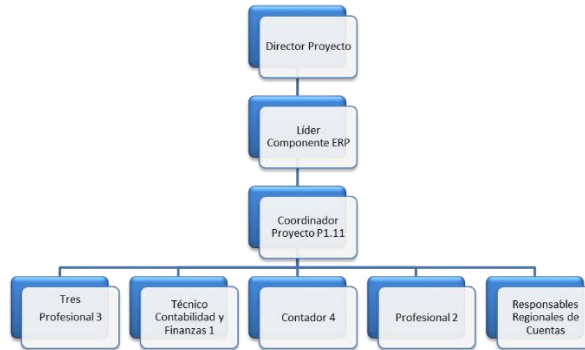 Director Proyecto
Líder
Componente ERP
Coordinador
Proyecto P1.11
Tres
Profesional 3
Técnico
Contabilidad y
Finanzas 1
Contador 4
Profesional 2
Responsables
Regionales de
Cuentas